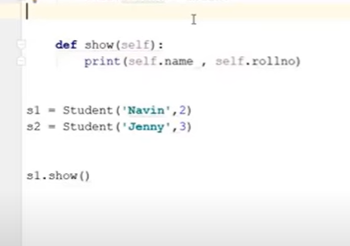 def show(self):
print(self.name , self.rollno)
s1 = Student('Navin',2)
s2 = Student('Jenny',3)
s1.show()